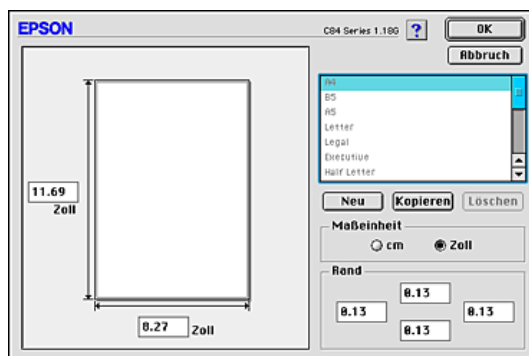 EPSON
C84 Series 1.18G
?
OK
Abbruch
A4
B5
A5
Letter
Legal
Executive
Half Letter
11.69
Zoll
8.27 Zoll
Neu Kopieren Löschen
Maßeinheit
cm Zoll
Rand
0.13
0.13 0.13
0.13